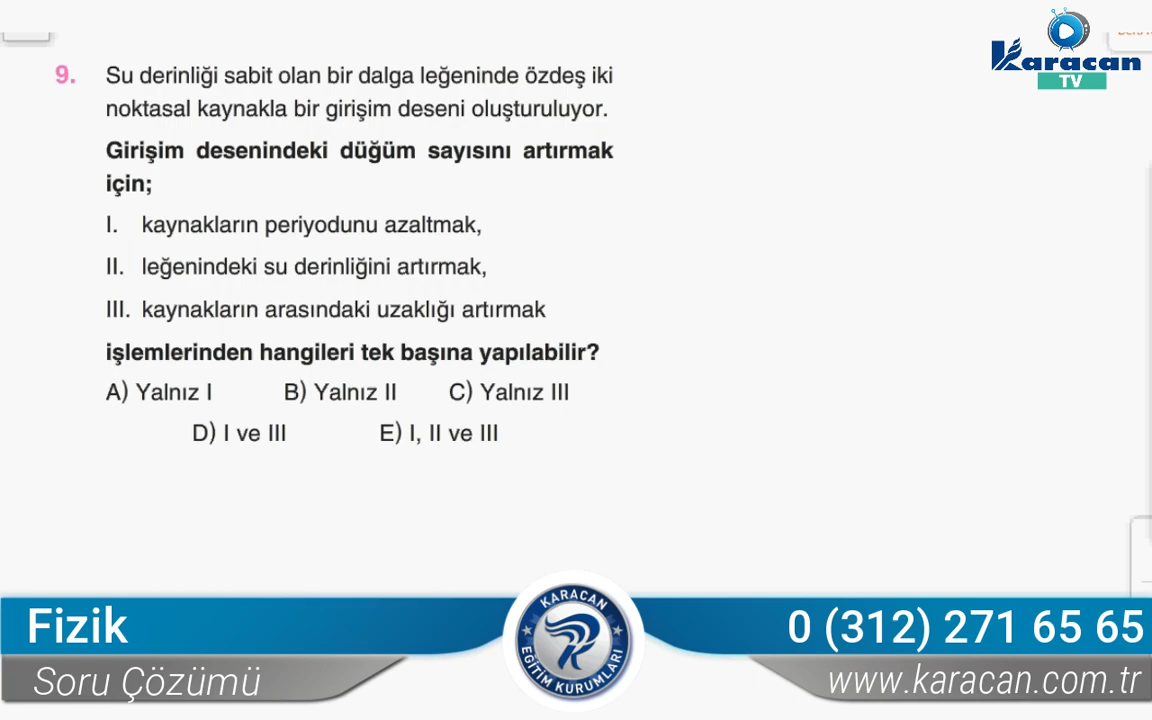 Karacan
TV
9. Su derinliği sabit olan bir dalga leğeninde özdeş iki
noktasal kaynakla bir girişim deseni oluşturuluyor.
Girişim desenindeki düğüm sayısını artırmak
için;
I. kaynakların periyodunu azaltmak,
II. leğenindeki su derinliğini artırmak,
III. kaynakların arasındaki uzaklığı artırmak
işlemlerinden hangileri tek başına yapılabilir?
A) Yalnız I B) Yalnız II C) Yalnız III
D) I ve III E) I, II ve III
Fizik
Soru Çözümü
KARACAN
EĞİTİM KURUMLARI
0 (312) 271 65 65
www.karacan.com.tr